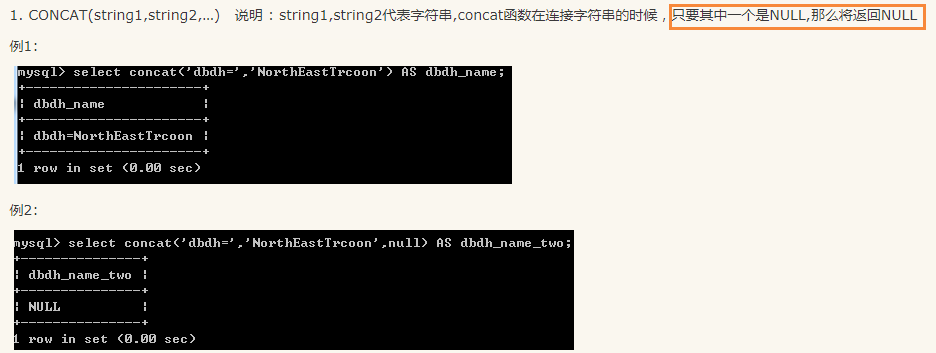 1. CONCAT(string1,string2,...)   说明 : string1,string2代表字符串,concat函数在连接字符串的时候，只要其中一个是NULL,那么将返回NULL
例1:
mysql> select concat('dbdh=','NorthEastTrcoon') AS dbdh_name;
+----------------------+
| dbdh_name            |
+----------------------+
| dbdh=NorthEastTrcoon |
+----------------------+
1 row in set (0.00 sec)
例2:
mysql> select concat('dbdh=','NorthEastTrcoon',null) AS dbdh_name_two;
+---------------+
| dbdh_name_two |
+---------------+
| NULL          |
+---------------+
1 row in set (0.00 sec)